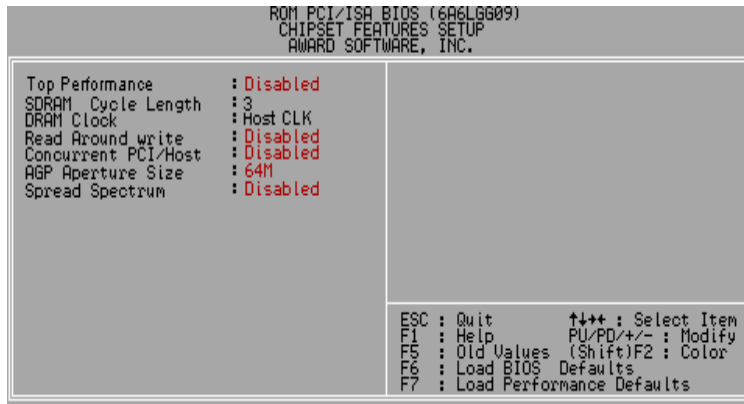 ROM PCI/ISA BIOS (6A6LGG09)
CHIPSET FEATURES SETUP
AWARD SOFTWARE, INC.
Top Performance : Disabled
SDRAM Cycle Length : 3
DRAM Clock : Host CLK
Read Around write : Disabled
Concurrent PCI/Host : Disabled
AGP Aperture Size : 64M
Spread Spectrum : Disabled
ESC : Quit ↑↓→← : Select Item
F1 : Help PU/PD/+/- : Modify
F5 : Old Values (Shift)F2 : Color
F6 : Load BIOS Defaults
F7 : Load Performance Defaults